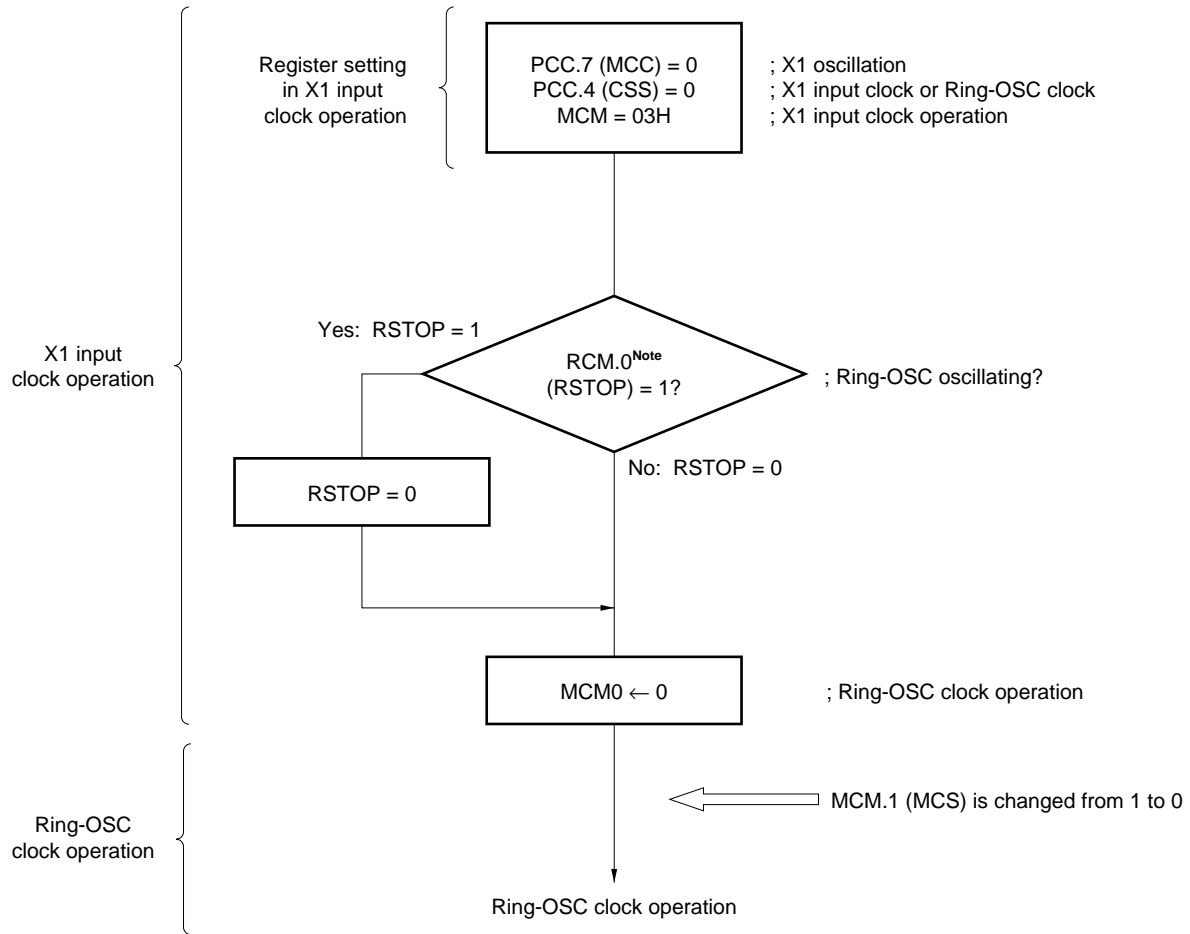 Register setting
in X1 input
clock operation
PCC.7 (MCC) = 0
PCC.4 (CSS) = 0
MCM = 03H
; X1 oscillation
; X1 input clock or Ring-OSC clock
; X1 input clock operation
X1 input
clock operation
Yes: RSTOP = 1
RCM.0Note
(RSTOP) = 1?
; Ring-OSC oscillating?
No: RSTOP = 0
RSTOP = 0
MCM0 ← 0
; Ring-OSC clock operation
MCM.1 (MCS) is changed from 1 to 0
Ring-OSC
clock operation
Ring-OSC clock operation